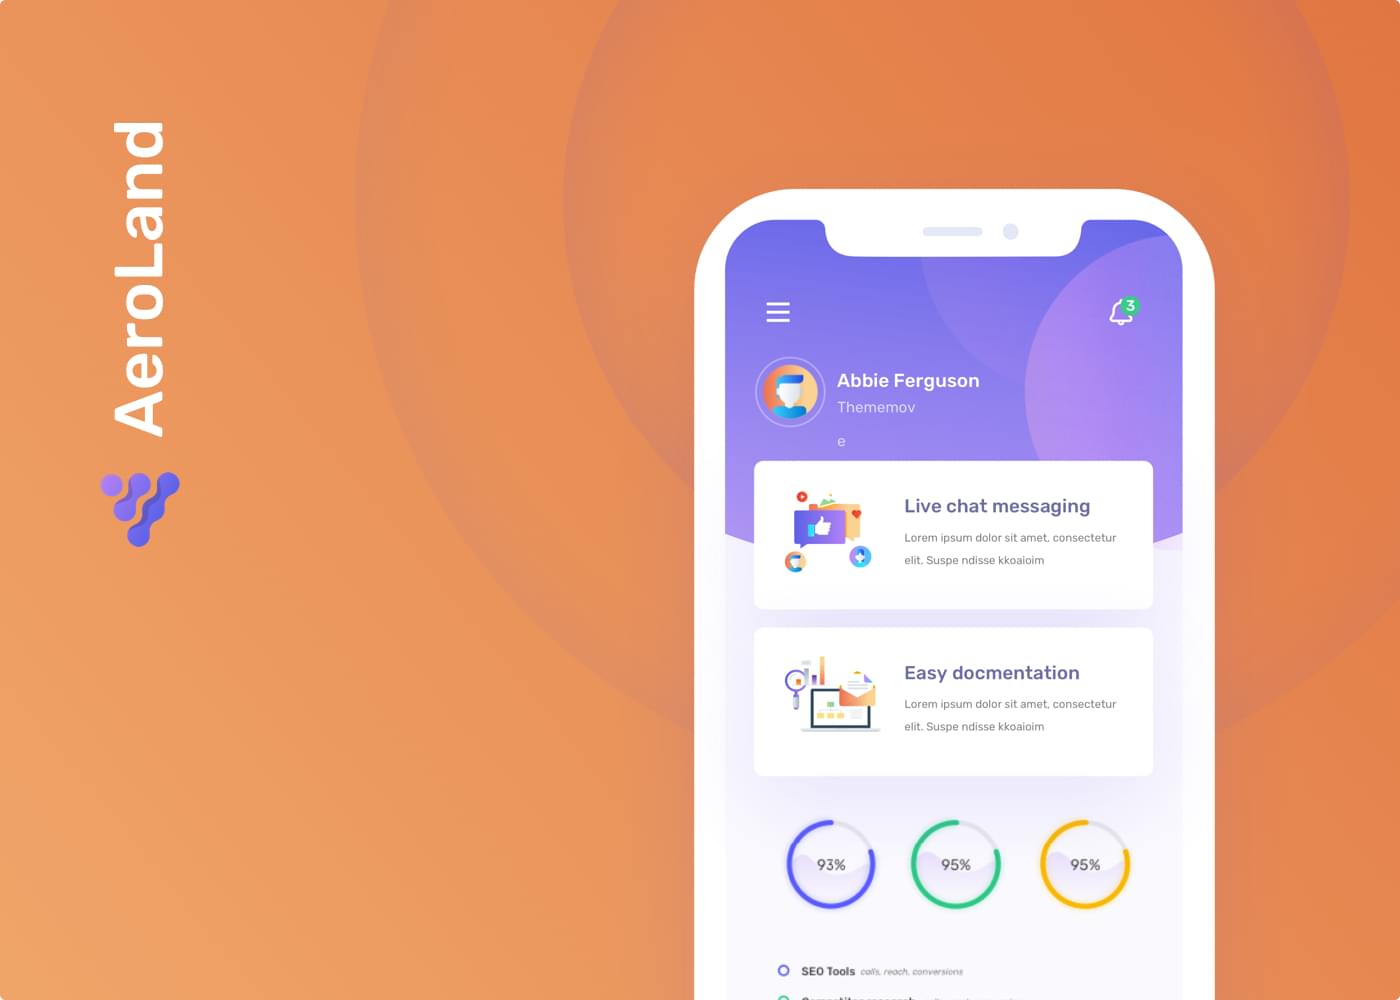 AeroLand
3
Abbie Ferguson
Thememov
e
Live chat messaging
Lorem ipsum dolor sit amet, consectetur
elit. Suspe ndisse kkoaioim
Easy docmentation
Lorem ipsum dolor sit amet, consectetur
elit. Suspe ndisse kkoaioim
93%
95%
95%
SEO Tools calls, reach, conversions